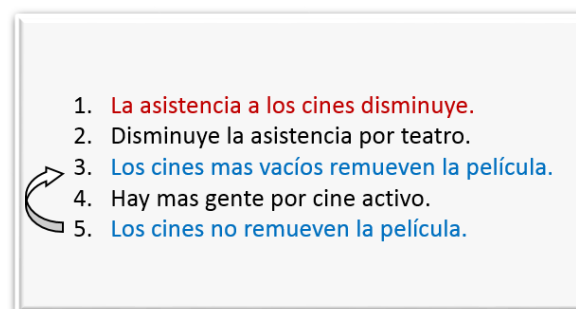 1. La asistencia a los cines disminuye.
2. Disminuye la asistencia por teatro.
3. Los cines mas vacíos remueven la película.
4. Hay mas gente por cine activo.
5. Los cines no remueven la película.